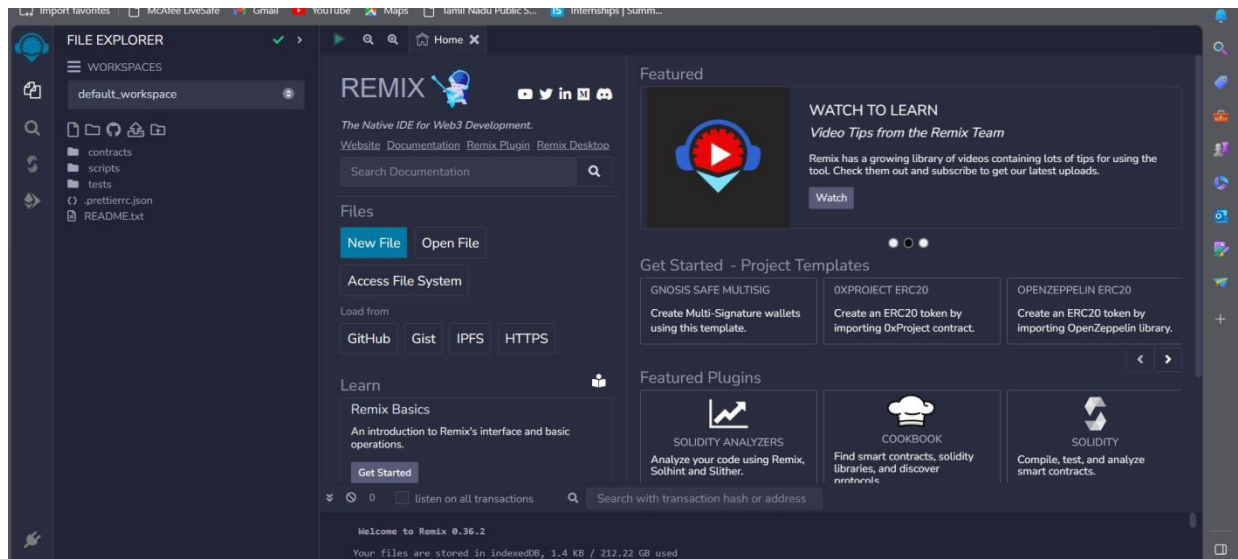 Import favorites
McAfee LiveSafe
Gmail
YouTube
Maps
Tamil Nadu Public S...
IS Internships | Summ...
FILE EXPLORER
WORKSPACES
default_workspace
contracts
scripts
tests
.prettierrc.json
README.txt
Home
REMIX
in M
The Native IDE for Web3 Development.
Website Documentation Remix Plugin Remix Desktop
Search Documentation
Files
New File
Open File
Access File System
Load from
GitHub
Gist
IPFS
HTTPS
Learn
Remix Basics
An introduction to Remix's interface and basic
operations.
Get Started
Featured
WATCH TO LEARN
Video Tips from the Remix Team
Remix has a growing library of videos containing lots of tips for using the
tool. Check them out and subscribe to get our latest uploads.
Watch
Get Started - Project Templates
GNOSIS SAFE MULTISIG
Create Multi-Signature wallets
using this template.
0XPROJECT ERC20
Create an ERC20 token by
importing 0xProject contract.
OPENZEPPELIN ERC20
Create an ERC20 token by
importing OpenZeppelin library.
Featured Plugins
SOLIDITY ANALYZERS
Analyze your code using Remix,
Solhint and Slither.
COOKBOOK
Find smart contracts, solidity
libraries, and discover
protocols
SOLIDITY
Compile, test, and analyze
smart contracts.
0
listen on all transactions
Search with transaction hash or address
Welcome to Remix 0.36.2
Your files are stored in indexedDB, 1.4 KB / 212.22 GB used